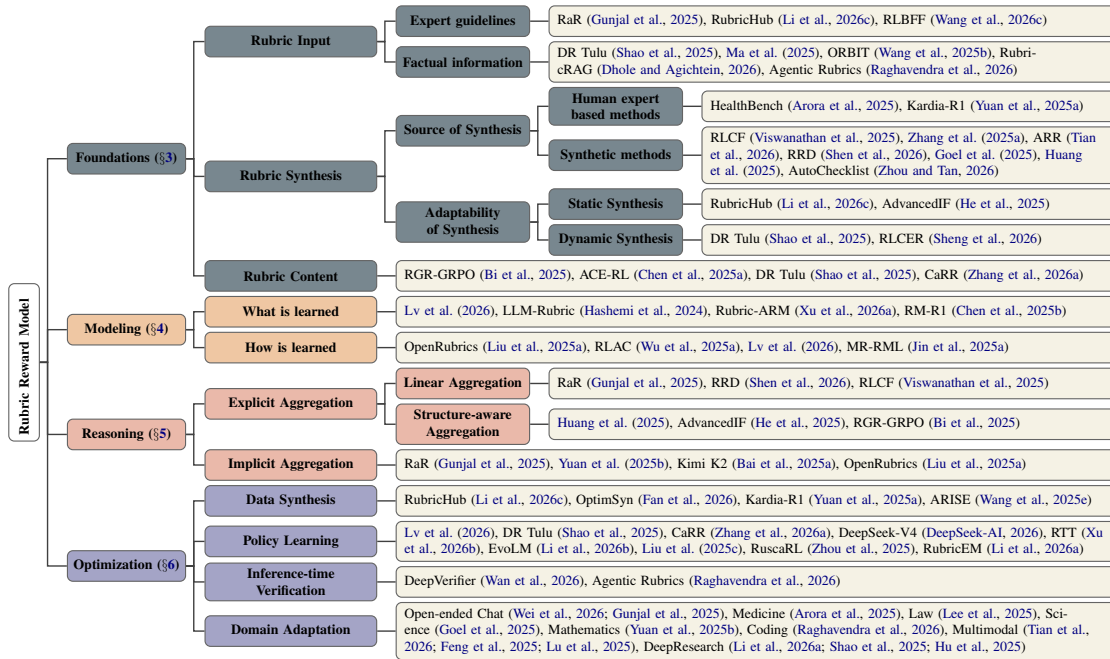 Rubric Reward Model
Foundations (§3)
Rubric Input
Expert guidelines
RaR (Gunjal et al., 2025), RubricHub (Li et al., 2026c), RLBFF (Wang et al., 2026c)
Factual information
DR Tulu (Shao et al., 2025), Ma et al. (2025), ORBIT (Wang et al., 2025b), Rubri-
cRAG (Dhole and Agichtein, 2026), Agentic Rubrics (Raghavendra et al., 2026)
Rubric Synthesis
Source of Synthesis
Human expert
based methods
HealthBench (Arora et al., 2025), Kardia-R1 (Yuan et al., 2025a)
Synthetic methods
RLCF (Viswanathan et al., 2025), Zhang et al. (2025a), ARR (Tian
et al., 2026), RRD (Shen et al., 2026), Goel et al. (2025), Huang
et al. (2025), AutoChecklist (Zhou and Tan, 2026)
Adaptability
of Synthesis
Static Synthesis
RubricHub (Li et al., 2026c), AdvancedIF (He et al., 2025)
Dynamic Synthesis
DR Tulu (Shao et al., 2025), RLCER (Sheng et al., 2026)
Rubric Content
RGR-GRPO (Bi et al., 2025), ACE-RL (Chen et al., 2025a), DR Tulu (Shao et al., 2025), CaRR (Zhang et al., 2026a)
Modeling (§4)
What is learned
Lv et al. (2026), LLM-Rubric (Hashemi et al., 2024), Rubric-ARM (Xu et al., 2026a), RM-R1 (Chen et al., 2025b)
How is learned
OpenRubrics (Liu et al., 2025a), RLAC (Wu et al., 2025a), Lv et al. (2026), MR-RML (Jin et al., 2025a)
Reasoning (§5)
Explicit Aggregation
Linear Aggregation
RaR (Gunjal et al., 2025), RRD (Shen et al., 2026), RLCF (Viswanathan et al., 2025)
Structure-aware
Aggregation
Huang et al. (2025), AdvancedIF (He et al., 2025), RGR-GRPO (Bi et al., 2025)
Implicit Aggregation
RaR (Gunjal et al., 2025), Yuan et al. (2025b), Kimi K2 (Bai et al., 2025a), OpenRubrics (Liu et al., 2025a)
Optimization (§6)
Data Synthesis
RubricHub (Li et al., 2026c), OptimSyn (Fan et al., 2026), Kardia-R1 (Yuan et al., 2025a), ARISE (Wang et al., 2025e)
Policy Learning
Lv et al. (2026), DR Tulu (Shao et al., 2025), CaRR (Zhang et al., 2026a), DeepSeek-V4 (DeepSeek-AI, 2026), RTT (Xu
et al., 2026b), EvoLM (Li et al., 2026b), Liu et al. (2025c), RuscaRL (Zhou et al., 2025), RubricEM (Li et al., 2026a)
Inference-time
Verification
DeepVerifier (Wan et al., 2026), Agentic Rubrics (Raghavendra et al., 2026)
Domain Adaptation
Open-ended Chat (Wei et al., 2026; Gunjal et al., 2025), Medicine (Arora et al., 2025), Law (Lee et al., 2025), Sci-
ence (Goel et al., 2025), Mathematics (Yuan et al., 2025b), Coding (Raghavendra et al., 2026), Multimodal (Tian et al.,
2026; Feng et al., 2025; Lu et al., 2025), DeepResearch (Li et al., 2026a; Shao et al., 2025; Hu et al., 2025)